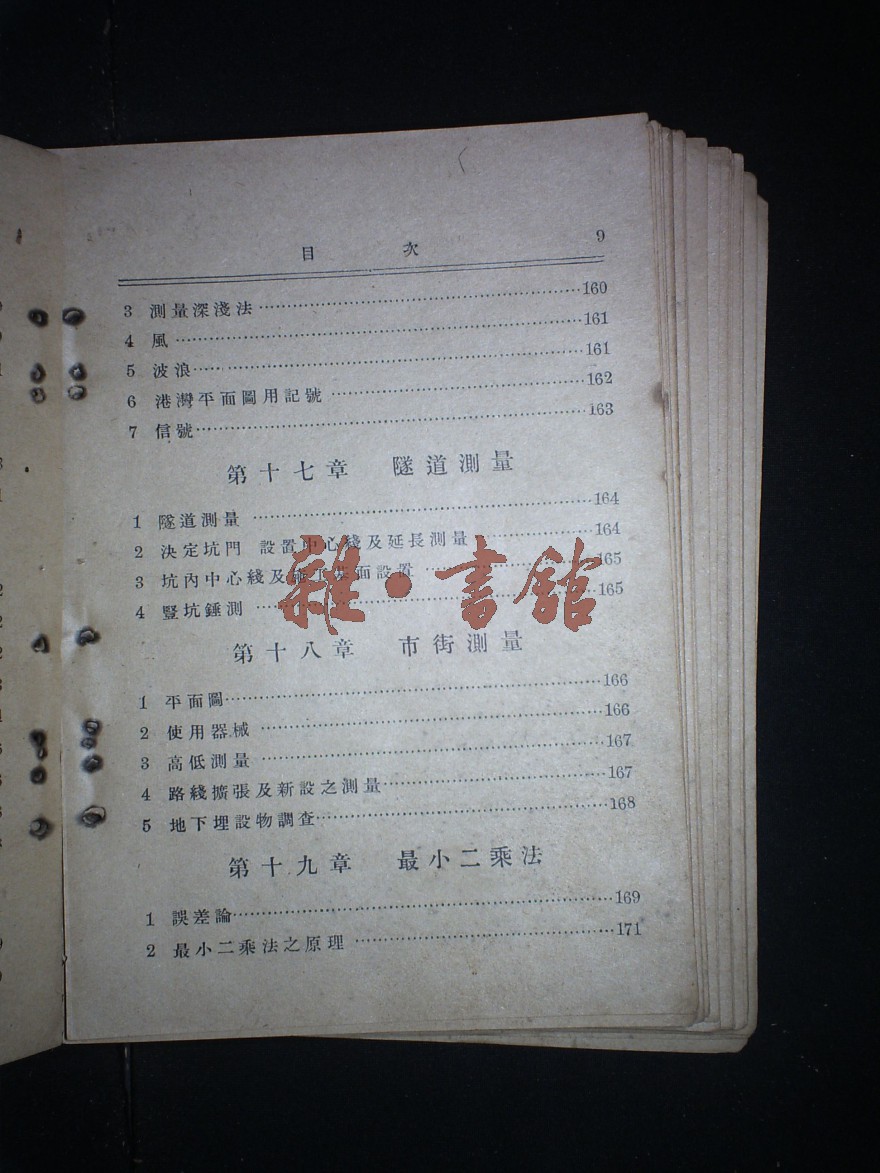 目 次 9
3 測量深淺法 160
4 風 161
5 波浪 161
6 港灣平面圖用記號 162
7 信號 163
第十七章 隧道測量
1 隧道測量 164
2 決定坑門 設置中心綫及延長測量 164
3 坑內中心綫及施工基面設置 165
4 豎坑錘測 165
雜·書舘
第十八章 市街測量
1 平面圖 166
2 使用器械 166
3 高低測量 167
4 路綫擴張及新設之測量 167
5 地下埋設物調查 168
第十九章 最小二乘法
1 誤差論 169
2 最小二乘法之原理 171